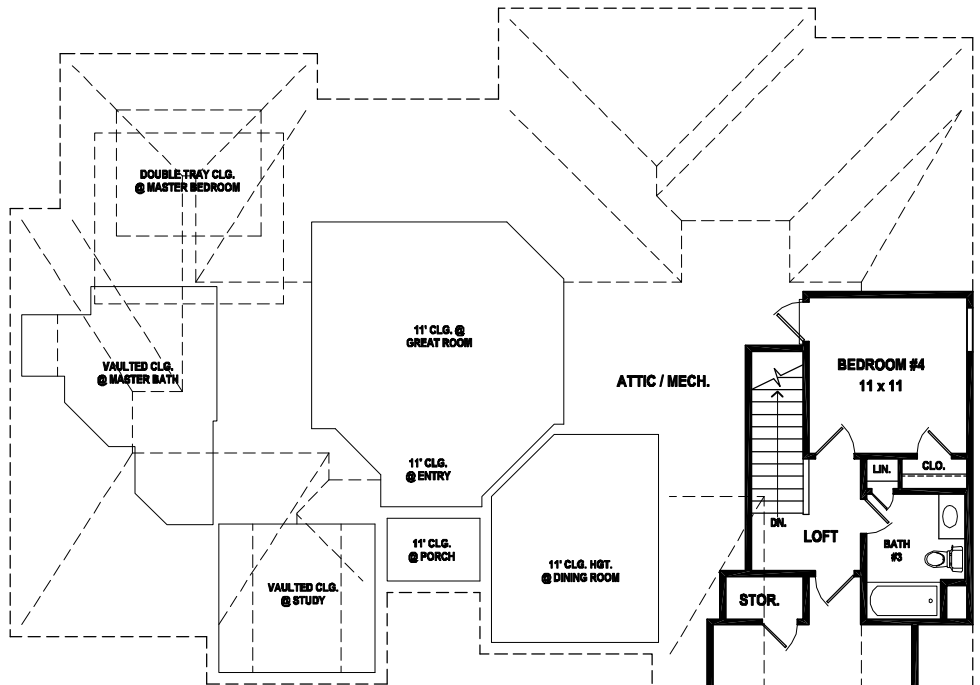 DOUBLE TRAY CLG.
@ MASTER BEDROOM
11' CLG. @
GREAT ROOM
VAULTED CLG.
@ MASTER BATH
ATTIC / MECH.
BEDROOM #4
11 x 11
11' CLG.
@ ENTRY
LIN.
CLO.
DN.
LOFT
BATH
#3
11' CLG.
@ PORCH
11' CLG. HGT.
@ DINING ROOM
VAULTED CLG.
@ STUDY
STOR.